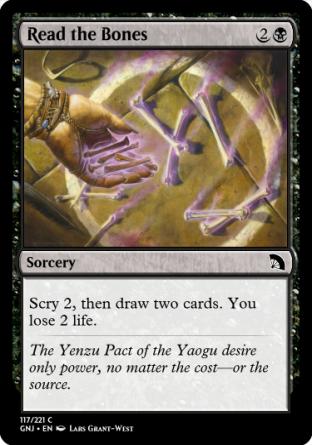 Read the Bones 2
Sorcery
Scry 2, then draw two cards. You
lose 2 life.
The Yenzu Pact of the Yaogu desire
only power, no matter the cost—or the
source.
117/221 C
GNJ • EN Lars Grant-West